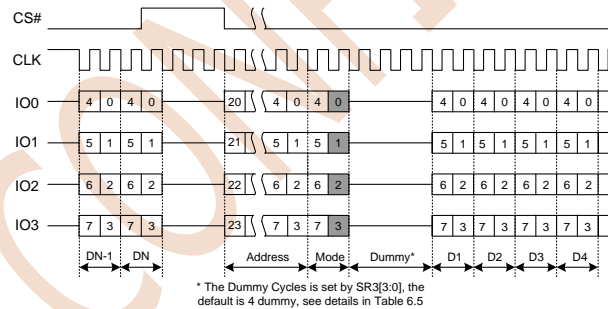 CS#
CLK
IO0 4 0 4 0 20 4 0 4 0 4 0 4 0 4 0 4 0
IO1 5 1 5 1 21 5 1 5 1 5 1 5 1 5 1 5 1
IO2 6 2 6 2 22 6 2 6 2 6 2 6 2 6 2 6 2
IO3 7 3 7 3 23 7 3 7 3 7 3 7 3 7 3 7 3
DN-1 DN Address Mode Dummy* D1 D2 D3 D4
* The Dummy Cycles is set by SR3[3:0], the
default is 4 dummy, see details in Table 6.5